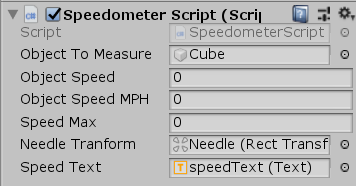 Speedometer Script (Scrip
Script SpeedometerScript
Object To Measure Cube
Object Speed 0
Object Speed MPH 0
Speed Max 0
Needle Tranform Needle (Rect Transf
Speed Text speedText (Text)